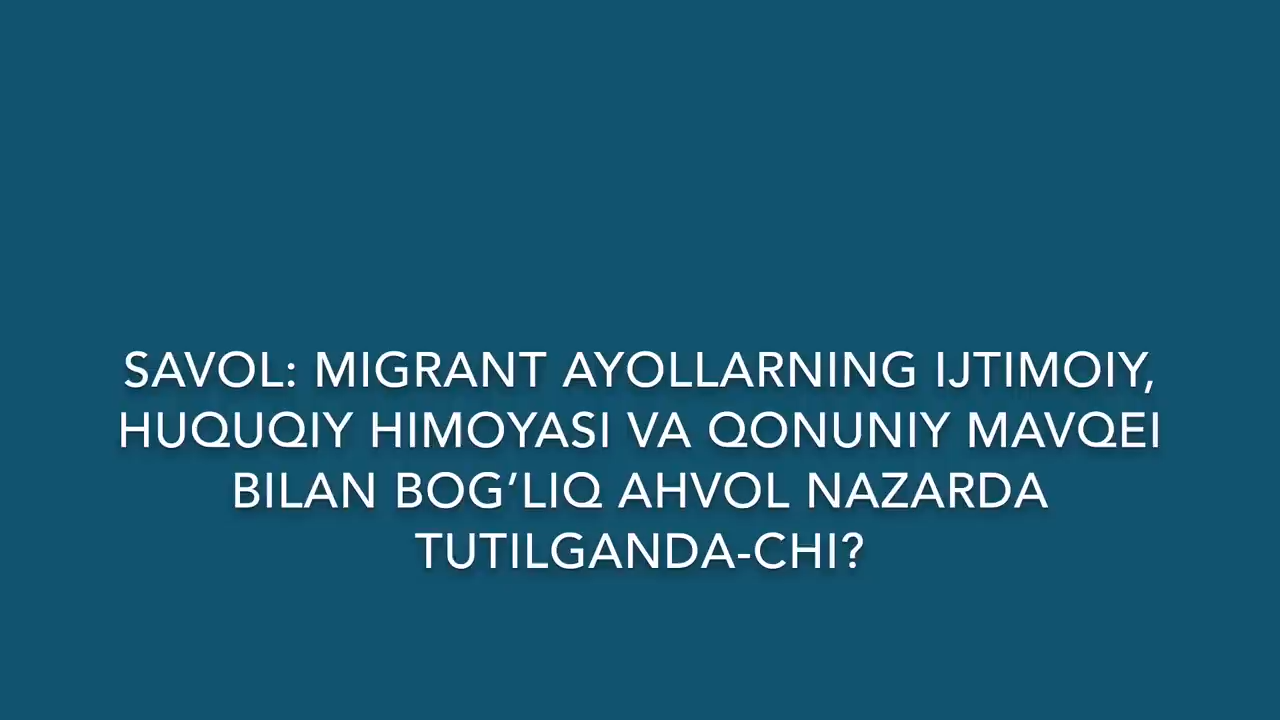 SAVOL: MIGRANT AYOLLARNING IJTIMOIY,
HUQUQIY HIMOYASI VA QONUNIY MAVQEI
BILAN BOG’LIQ AHVOL NAZARDA
TUTILGANDA-CHI?